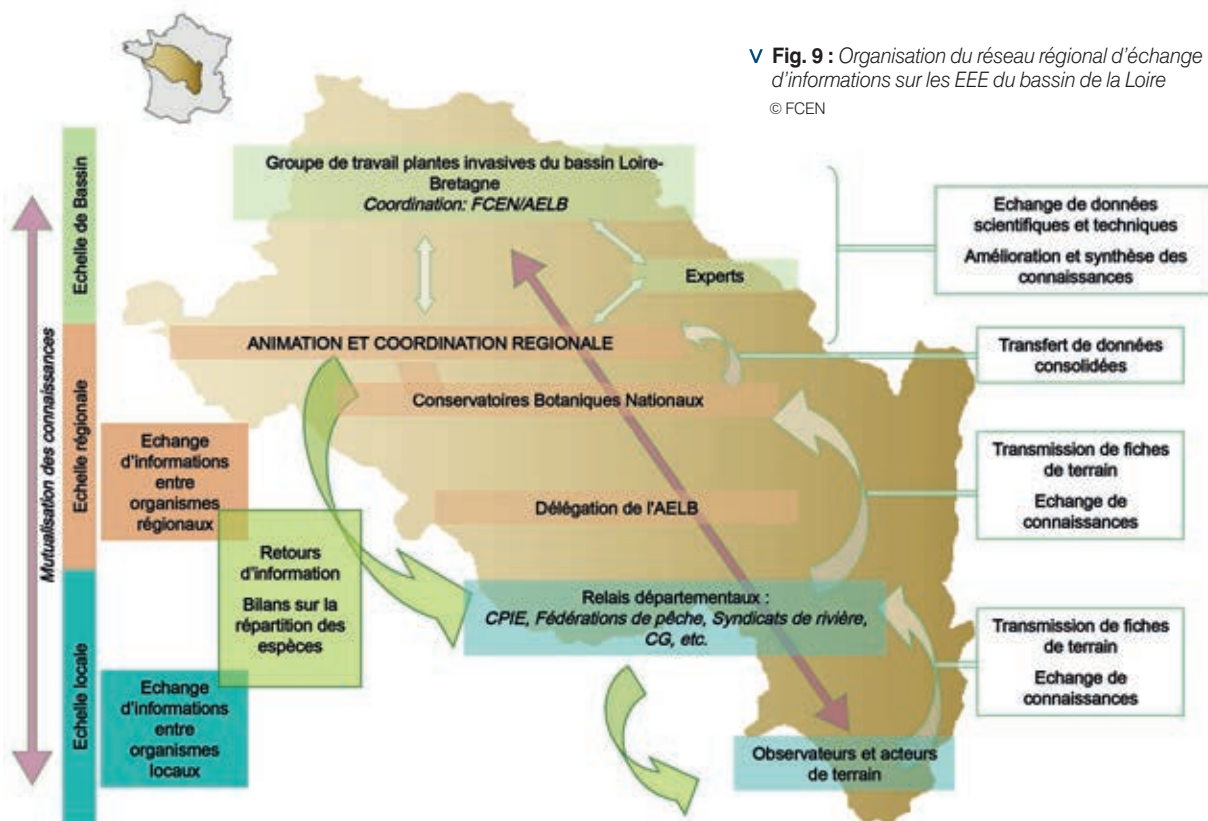 V Fig. 9 : Organisation du réseau régional d'échange
d'informations sur les EEE du bassin de la Loire
© FCEN
Mutualisation des connaissances
Echelle de Bassin
Echelle régionale
Echelle locale
Groupe de travail plantes invasives du bassin Loire-
Bretagne
Coordination: FCEN/AELB
Experts
ANIMATION ET COORDINATION REGIONALE
Conservatoires Botaniques Nationaux
Délégation de l'AELB
Relais départementaux :
CPIE, Fédérations de pêche, Syndicats de rivière,
CG, etc.
Observateurs et acteurs
de terrain
Echange
d'informations
entre
organismes
régionaux
Retours
d'information
Bilans sur la
répartition des
espèces
Echange
d'informations
entre
organismes
locaux
Echange de données
scientifiques et techniques
Amélioration et synthèse des
connaissances
Transfert de données
consolidées
Transmission de fiches
de terrain
Echange de
connaissances
Transmission de fiches
de terrain
Echange de
connaissances